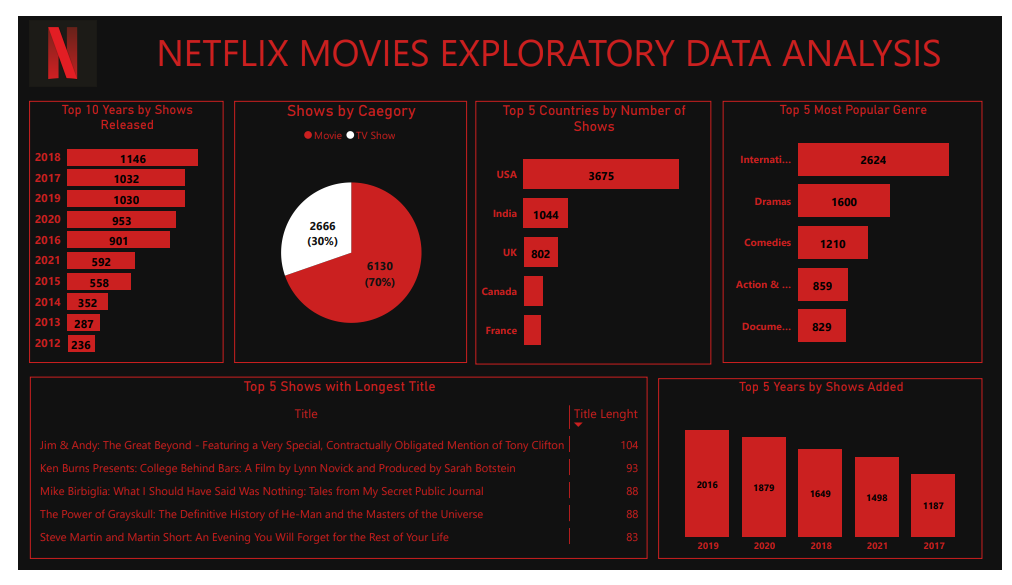 NETFLIX MOVIES EXPLORATORY DATA ANALYSIS
Top 10 Years by Shows
Released
2018 1146
2017 1032
2019 1030
2020 953
2016 901
2021 592
2015 558
2014 352
2013 287
2012 236
Shows by Caegory
Movie TV Show
2666
(30%)
6130
(70%)
Top 5 Countries by Number of
Shows
USA 3675
India 1044
UK 802
Canada
France
Top 5 Most Popular Genre
Internati... 2624
Dramas 1600
Comedies 1210
Action & ... 859
Docume... 829
Top 5 Shows with Longest Title
Title Title Lenght
Jim & Andy: The Great Beyond - Featuring a Very Special, Contractually Obligated Mention of Tony Clifton 104
Ken Burns Presents: College Behind Bars: A Film by Lynn Novick and Produced by Sarah Botstein 93
Mike Birbiglia: What I Should Have Said Was Nothing: Tales from My Secret Public Journal 88
The Power of Grayskull: The Definitive History of He-Man and the Masters of the Universe 88
Steve Martin and Martin Short: An Evening You Will Forget for the Rest of Your Life 83
Top 5 Years by Shows Added
2016 1879 1649 1498 1187
2019 2020 2018 2021 2017